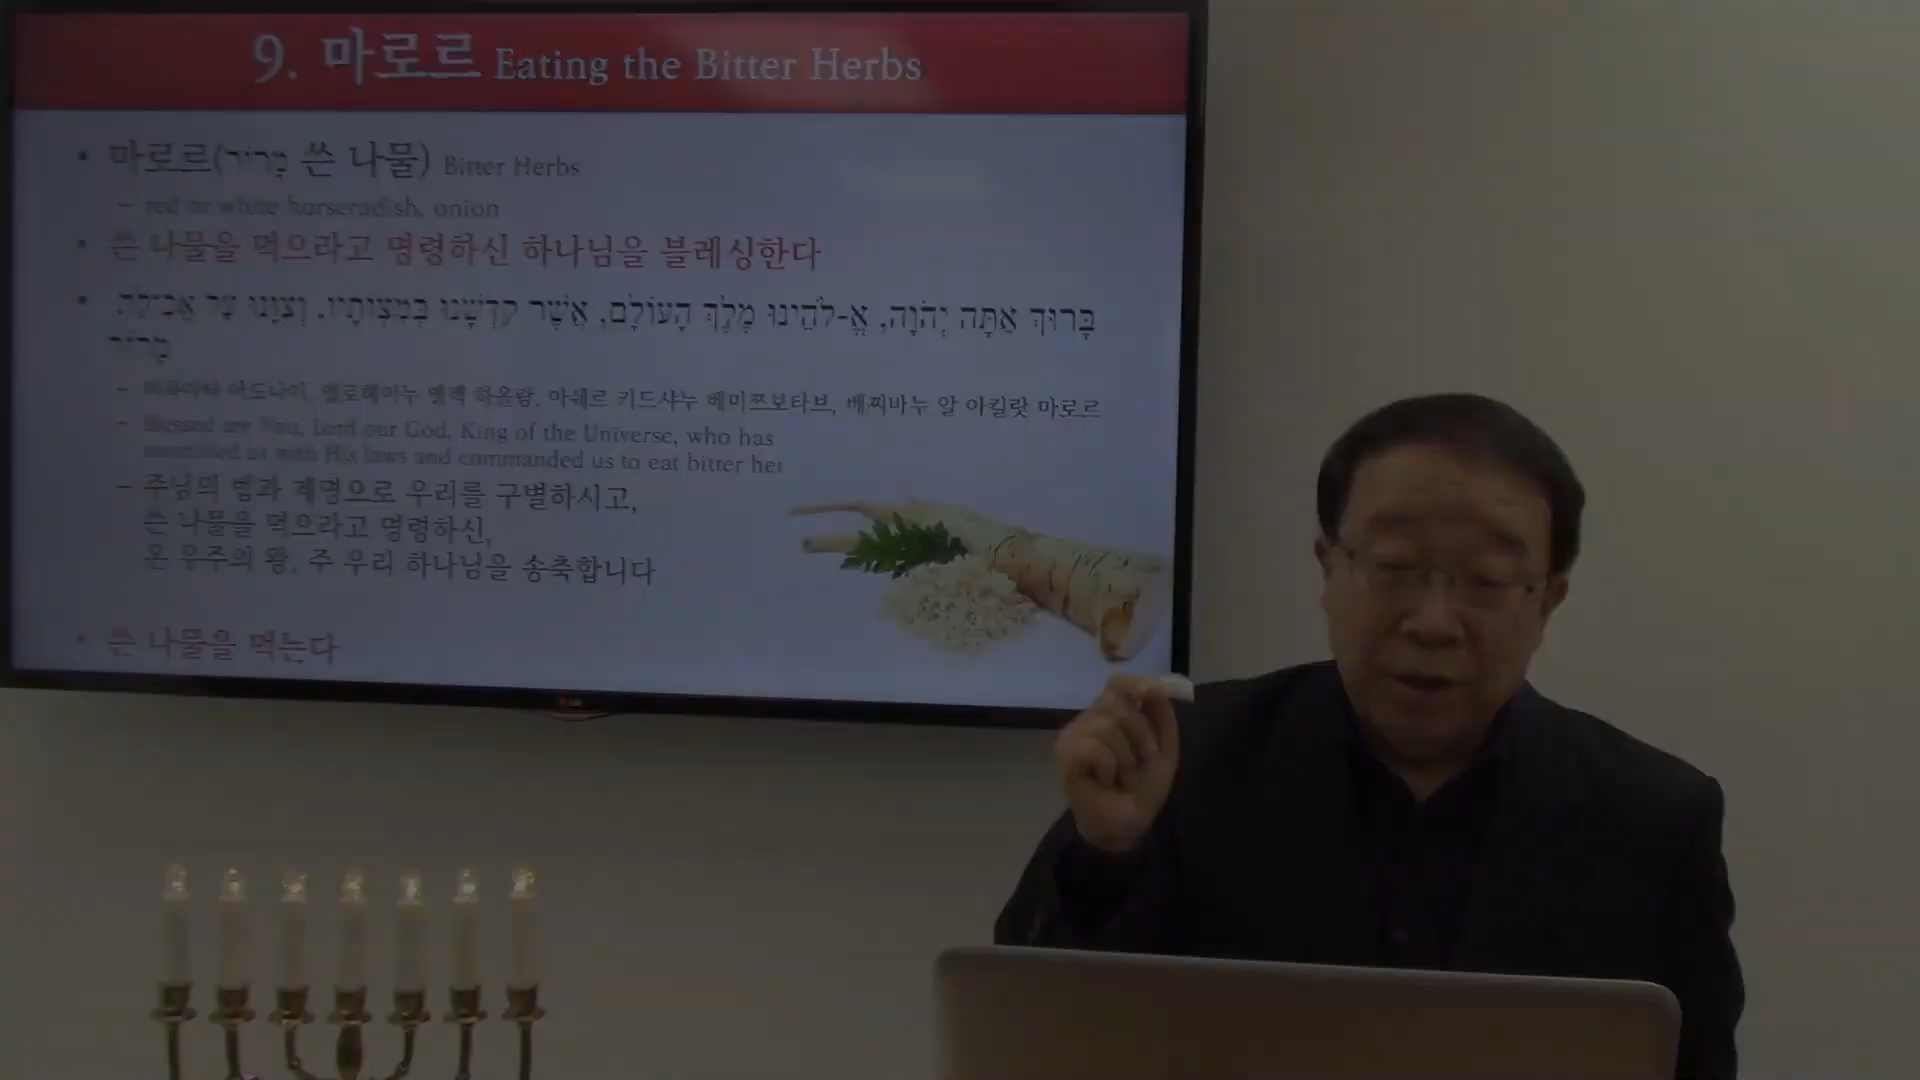 9. 마로르 Eating the Bitter Herbs
• 마로르(מָרוֹר 쓴 나물) Bitter Herbs
– red or white horseradish, onion
• 쓴 나물을 먹으라고 명령하신 하나님을 블레싱한다
• בָּרוּךְ אַתָּה יְהֹוָה, אֱ-לֹהֵינוּ מֶלֶךְ הָעוֹלָם, אֲשֶׁר קִדְּשָׁנוּ בְּמִצְוֹתָיו, וְצִוָּנוּ עַל אֲכִילַת
מָרוֹר
– 아도나이, 엘로헤이누 멜렉 하올람, 아쉐르 키드샤누 베미쯔보타브, 베찌바누 알 아킬랏 마로르
– Blessed are You, Lord our God, King of the Universe, who has
us with His laws and commanded us to eat bitter her
– 주님의 법과 계명으로 우리를 구별하시고,
쓴 나물을 먹으라고 명령하신,
온 우주의 왕, 주 우리 하나님을 송축합니다
• 쓴 나물을 먹는다